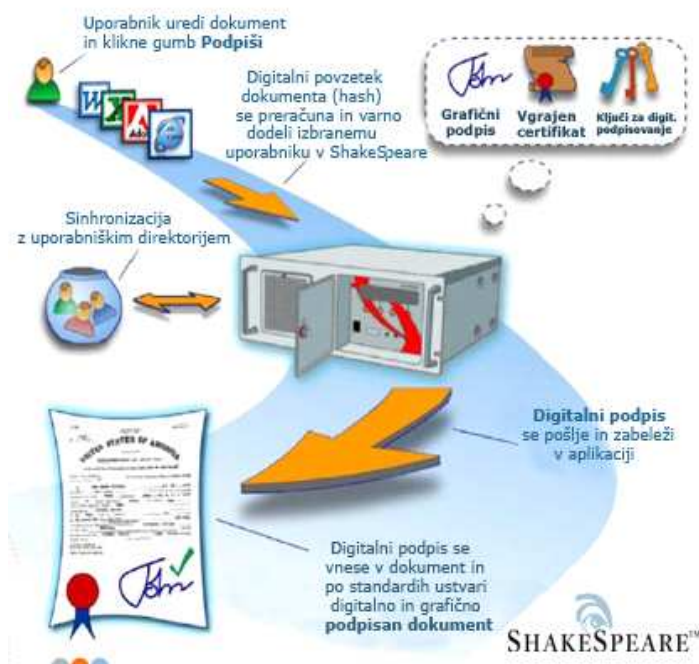 Uporabnik uredi dokument
in klikne gumb Podpiši
Digitalni povzetek
dokumenta (hash)
se preračuna in varno
dodeli izbranemu
uporabniku v ShakeSpeare
Grafični
podpis
Vgrajen
certifikat
Ključi za digit.
podpisovanje
Sinhronizacija
z uporabniškim direktorijem
Digitalni podpis
se pošlje in zabeleži
v aplikaciji
UNITED STATES OF AMERICA
John
Digitalni podpis se
vnese v dokument in
po standardih ustvari
digitalno in grafično
podpisan dokument
SHAKESPEARE™